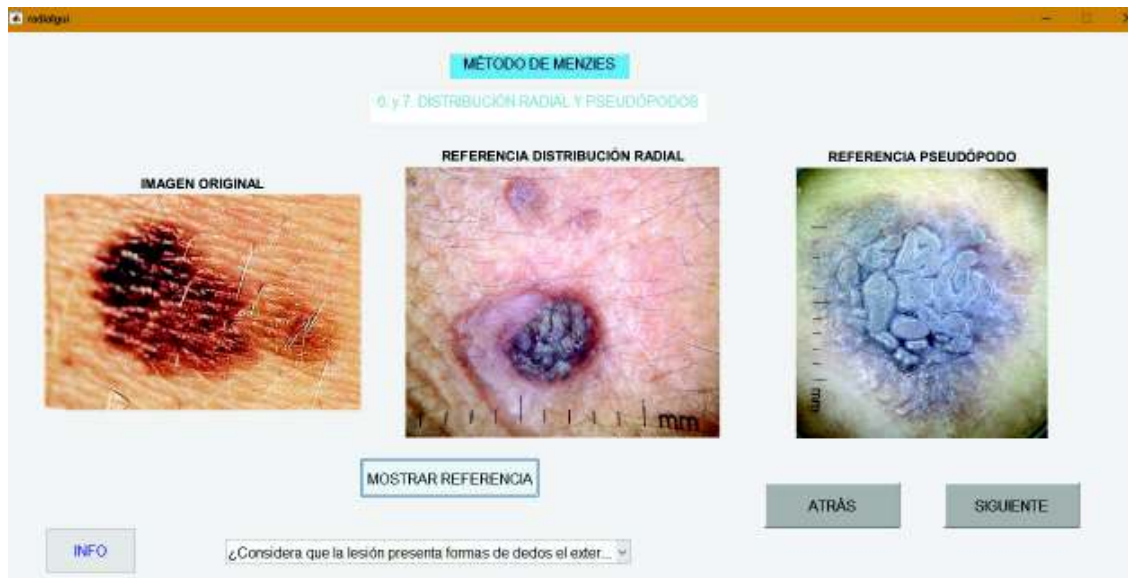 radialgui
MÉTODO DE MENZIES
6. y 7. DISTRIBUCIÓN RADIAL Y PSEUDÓPODOS
IMAGEN ORIGINAL
REFERENCIA DISTRIBUCIÓN RADIAL
REFERENCIA PSEUDÓPODO
mm
mm
MOSTRAR REFERENCIA
ATRÁS
SIGUIENTE
INFO
¿Considera que la lesión presenta formas de dedos el exter...